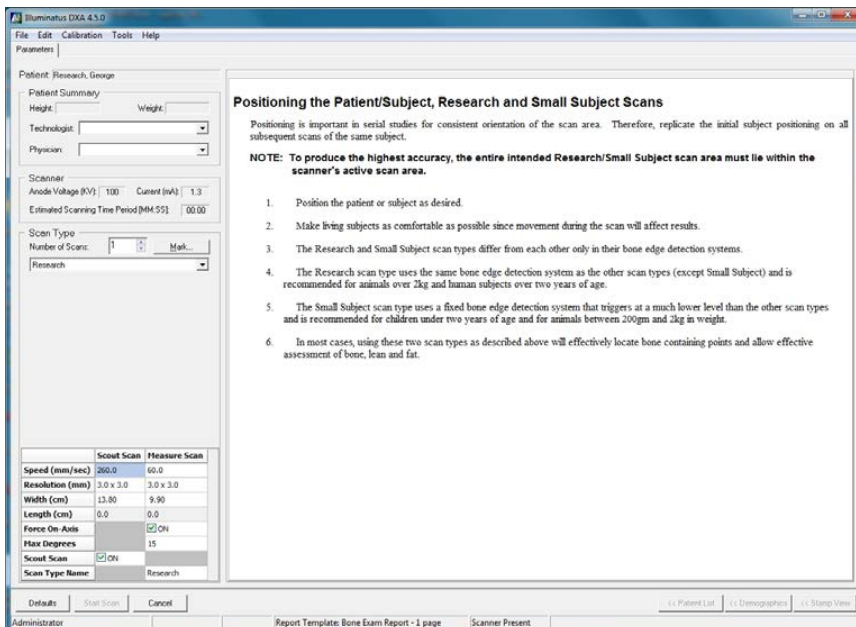 Illuminatus DXA 4.5.0
File Edit Calibration Tools Help
Parameters
Patient: Research, George
Patient Summary
Height: Weight:
Technologist:
Physician:
Scanner
Anode Voltage (KV): 100 Current (mA): 1.3
Estimated Scanning Time Period [MM:SS]: 00:00
Scan Type
Number of Scans: 1 Mark...
Research
Scout Scan Measure Scan
Speed (mm/sec) 260.0 60.0
Resolution (mm) 3.0 x 3.0 3.0 x 3.0
Width (cm) 13.80 9.90
Length (cm) 0.0 0.0
Force On-Axis ON
Max Degrees 15
Scout Scan ON
Scan Type Name Research
Positioning the Patient/Subject, Research and Small Subject Scans
Positioning is important in serial studies for consistent orientation of the scan area. Therefore, replicate the initial subject positioning on all
subsequent scans of the same subject.
NOTE: To produce the highest accuracy, the entire intended Research/Small Subject scan area must lie within the
scanner's active scan area.
1. Position the patient or subject as desired.
2. Make living subjects as comfortable as possible since movement during the scan will affect results.
3. The Research and Small Subject scan types differ from each other only in their bone edge detection systems.
4. The Research scan type uses the same bone edge detection system as the other scan types (except Small Subject) and is
recommended for animals over 2kg and human subjects over two years of age.
5. The Small Subject scan type uses a fixed bone edge detection system that triggers at a much lower level than the other scan types
and is recommended for children under two years of age and for animals between 200gm and 2kg in weight.
6. In most cases, using these two scan types as described above will effectively locate bone containing points and allow effective
assessment of bone, lean and fat.
Defaults Start Scan Cancel << Patient List << Demographics << Stamp View
Administrator Report Template: Bone Exam Report - 1 page Scanner Present